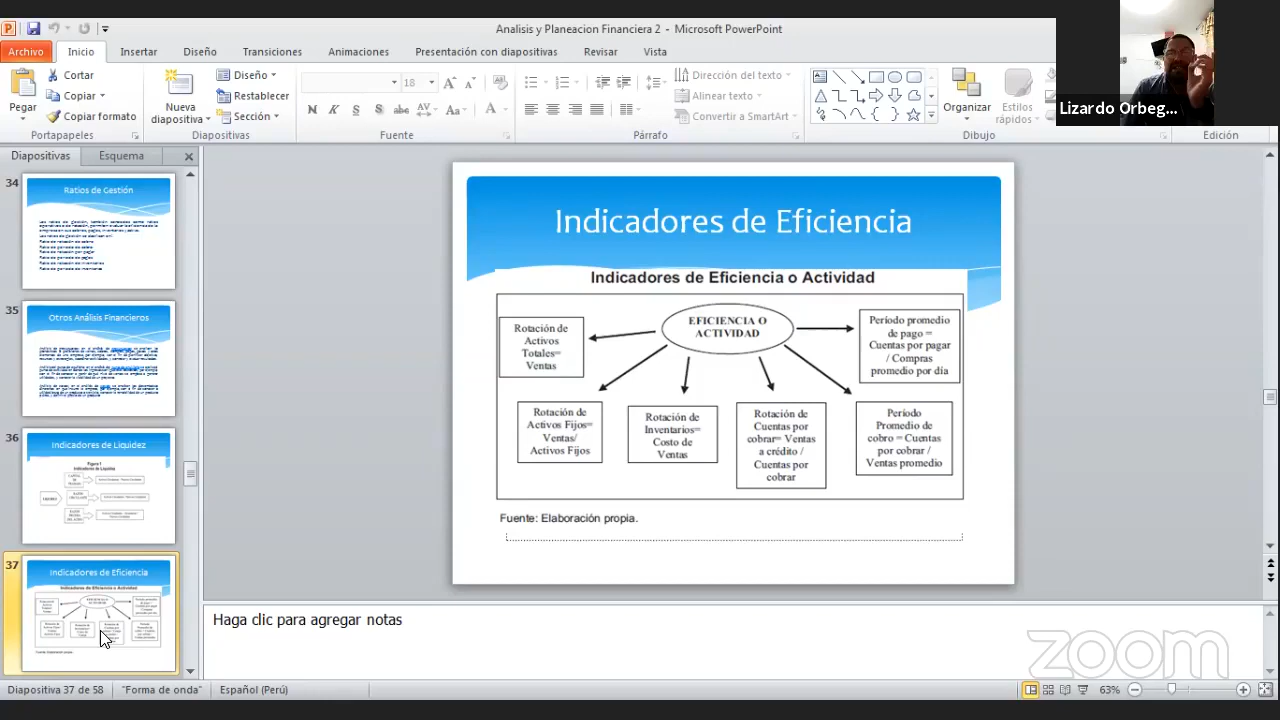 Analisis y Planeacion Financiera 2 - Microsoft PowerPoint
Archivo
Inicio
Insertar
Diseño
Transiciones
Animaciones
Presentación con diapositivas
Revisar
Vista
Pegar
Cortar
Copiar
Copiar formato
Portapapeles
Nueva
diapositiva
Diseño
Restablecer
Sección
Diapositivas
18
N K S S abc AV Aa A
Fuente
Dirección del texto
Alinear texto
Convertir a SmartArt
Párrafo
Organizar
Estilos
rápidos
Dibujo
Edición
Lizardo Orbeg...
Diapositivas
Esquema
34
Ratios de Gestión
35
Otros Análisis Financieros
36
Indicadores de Liquidez
37
Indicadores de Eficiencia
Indicadores de Eficiencia
Indicadores de Eficiencia o Actividad
EFICIENCIA O
ACTIVIDAD
Rotación de
Activos
Totales=
Ventas
Período promedio
de pago =
Cuentas por pagar
/ Compras
promedio por día
Rotación de
Activos Fijos=
Ventas/
Activos Fijos
Rotación de
Inventarios=
Costo de
Ventas
Rotación de
Cuentas por
cobrar= Ventas
a crédito /
Cuentas por
cobrar
Período
Promedio de
cobro = Cuentas
por cobrar /
Ventas promedio
Fuente: Elaboración propia.
Haga clic para agregar notas
zoom
Diapositiva 37 de 58
"Forma de onda"
Español (Perú)
63%